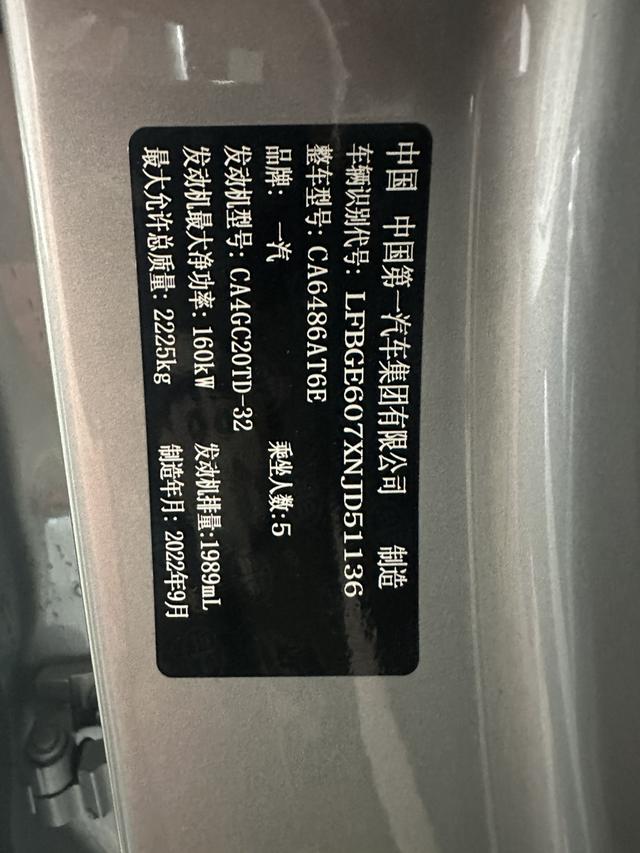 中国 中国第一汽车集团有限公司 制造
车辆识别代号: LFBGE607XNJD51136
整车型号: CA6486AT6E
品牌: 一汽 乘坐人数:5
发动机型号: CA4GC20TD-32
发动机最大净功率: 160kW 发动机排量:1989mL
最大允许总质量: 2225kg 制造年月: 2022年9月